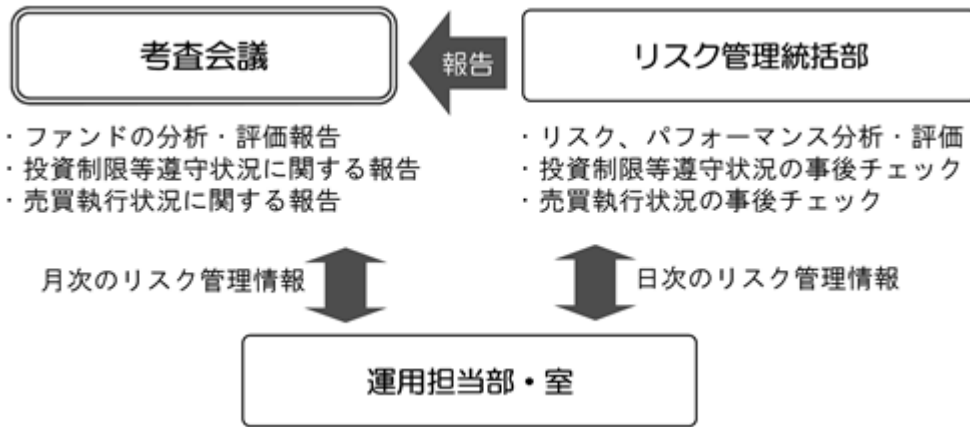 考査会議
報告
リスク管理統括部
・ファンドの分析・評価報告
・投資制限等遵守状況に関する報告
・売買執行状況に関する報告
・リスク、パフォーマンス分析・評価
・投資制限等遵守状況の事後チェック
・売買執行状況の事後チェック
月次のリスク管理情報
日次のリスク管理情報
運用担当部・室